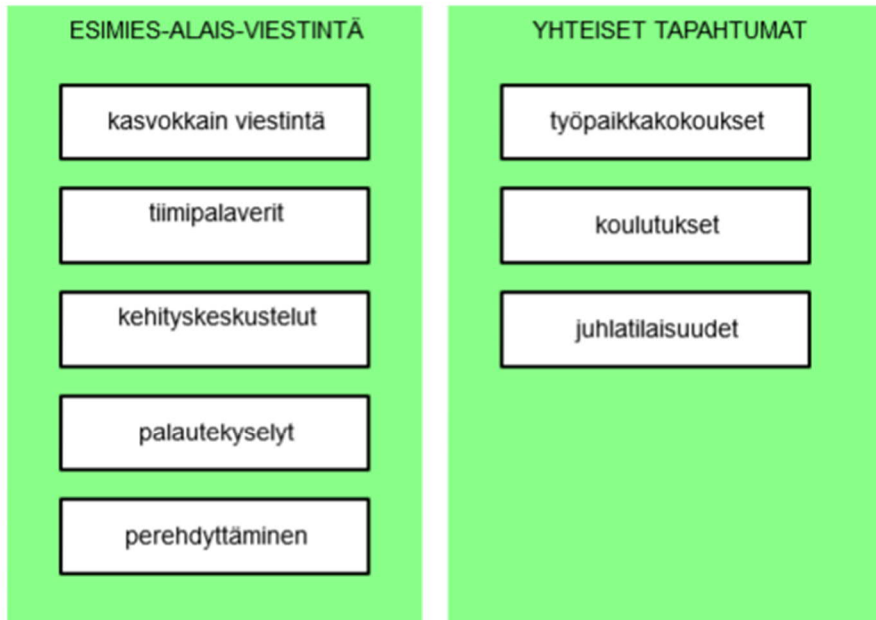 ESIMIES-ALAIS-VIESTINTÄ
kasvokkain viestintä
tiimipalaverit
kehityskeskustelut
palautekyselyt
perehdyttäminen
YHTEISET TAPAHTUMAT
työpaikkakokoukset
koulutukset
juhlatilaisuudet